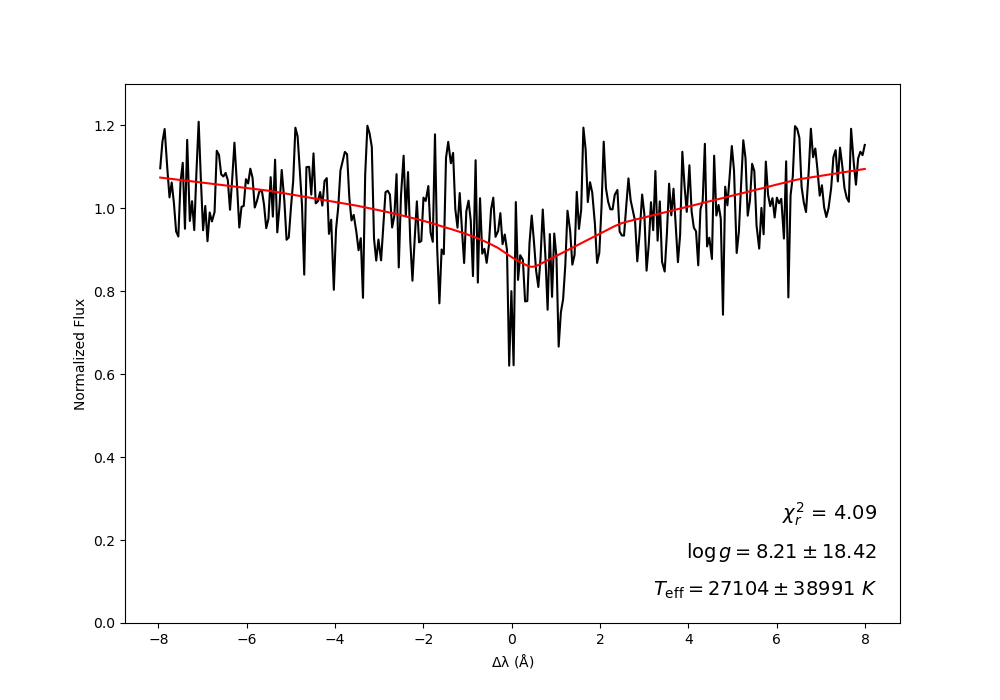 1.2
1.0
0.8
0.6
0.4
0.2
0.0
Normalized Flux
χ²ᵣ = 4.09
log g = 8.21 ± 18.42
T_eff = 27104 ± 38991 K
−8 −6 −4 −2 0 2 4 6 8
Δλ (Å)